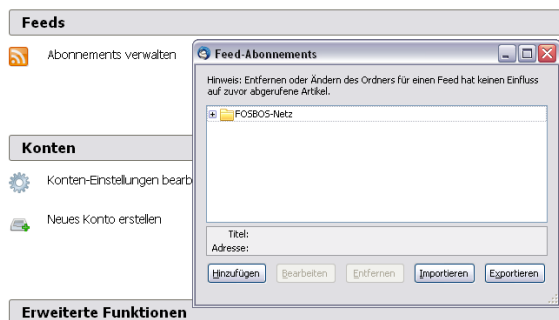 Feeds
Abonnements verwalten
Feed-Abonnements
Hinweis: Entfernen oder Ändern des Ordners für einen Feed hat keinen Einfluss
auf zuvor abgerufene Artikel.
FOSBOS-Netz
Konten
Konten-Einstellungen bearb
Neues Konto erstellen
Titel:
Adresse:
Hinzufügen Bearbeiten Entfernen Importieren Exportieren
Erweiterte Funktionen